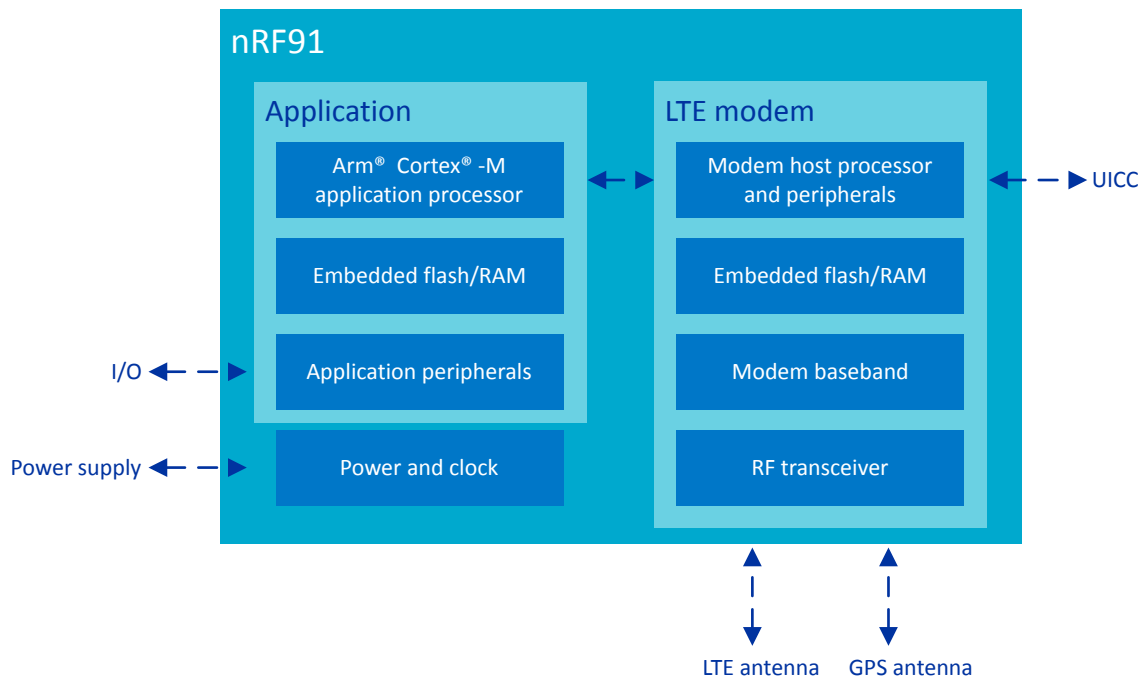 nRF91
Application
Arm® Cortex® -M
application processor
Embedded flash/RAM
Application peripherals
Power and clock
LTE modem
Modem host processor
and peripherals
Embedded flash/RAM
Modem baseband
RF transceiver
I/O
Power supply
UICC
LTE antenna
GPS antenna